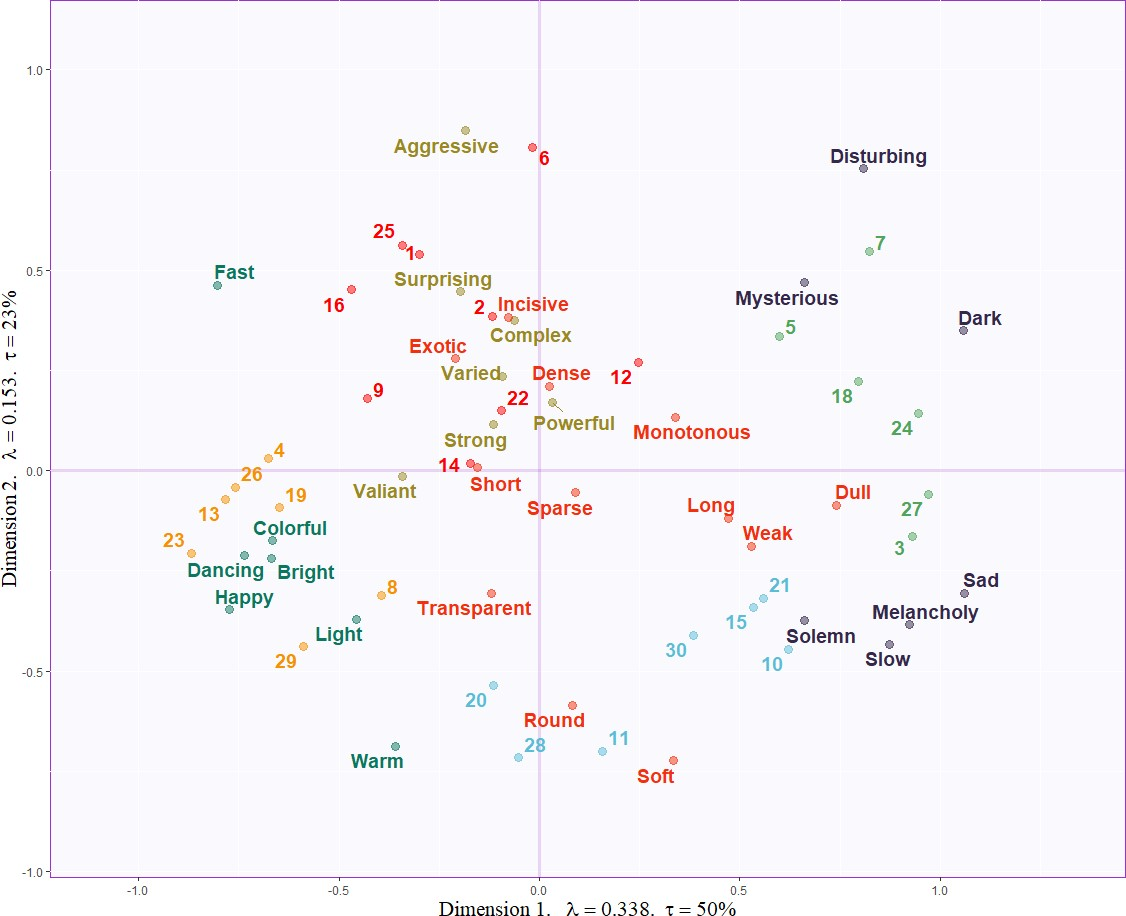 1.0
Aggressive
6
Disturbing
25
1
7
0.5
Fast
Surprising
Mysterious
16
2
Incisive
Dark
Complex
5
Exotic
Varied
Dense
12
9
22
18
Powerful
24
Strong
Monotonous
4
14
0.0
26
Short
Valiant
13
19
Sparse
Long
Dull
27
Colorful
Weak
23
3
Dancing
Bright
Happy
8
21
Sad
Transparent
Melancholy
Light
15
Solemn
29
30
10
Slow
-0.5
20
Round
28
11
Warm
Soft
-1.0
-1.0
-0.5
0.0
0.5
1.0
Dimension 1. λ = 0.338. τ = 50%
Dimension 2. λ = 0.153. τ = 23%